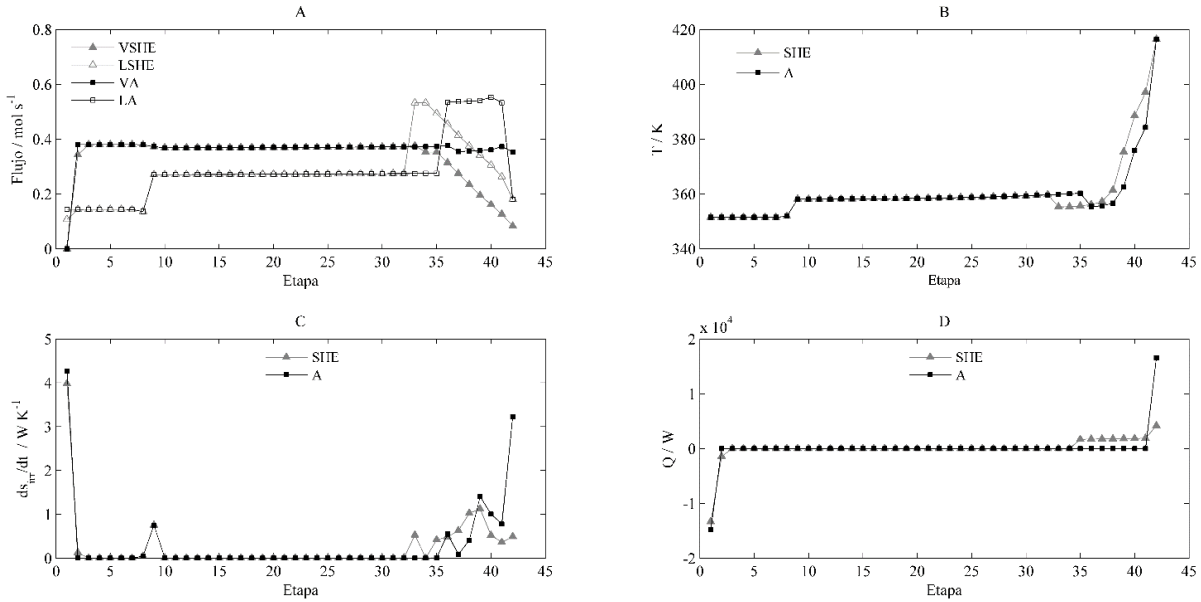 A
0.8
0.6
0.4
0.2
0
Flujo / mol s-1
VSHE
LSHE
VA
LA
0 5 10 15 20 25 30 35 40 45
Etapa
B
420
400
380
360
340
T / K
SHE
A
0 5 10 15 20 25 30 35 40 45
Etapa
C
5
4
3
2
1
0
dsirr/dt / W K-1
SHE
A
0 5 10 15 20 25 30 35 40 45
Etapa
D
x 104
2
1
0
-1
-2
Q / W
SHE
A
0 5 10 15 20 25 30 35 40 45
Etapa